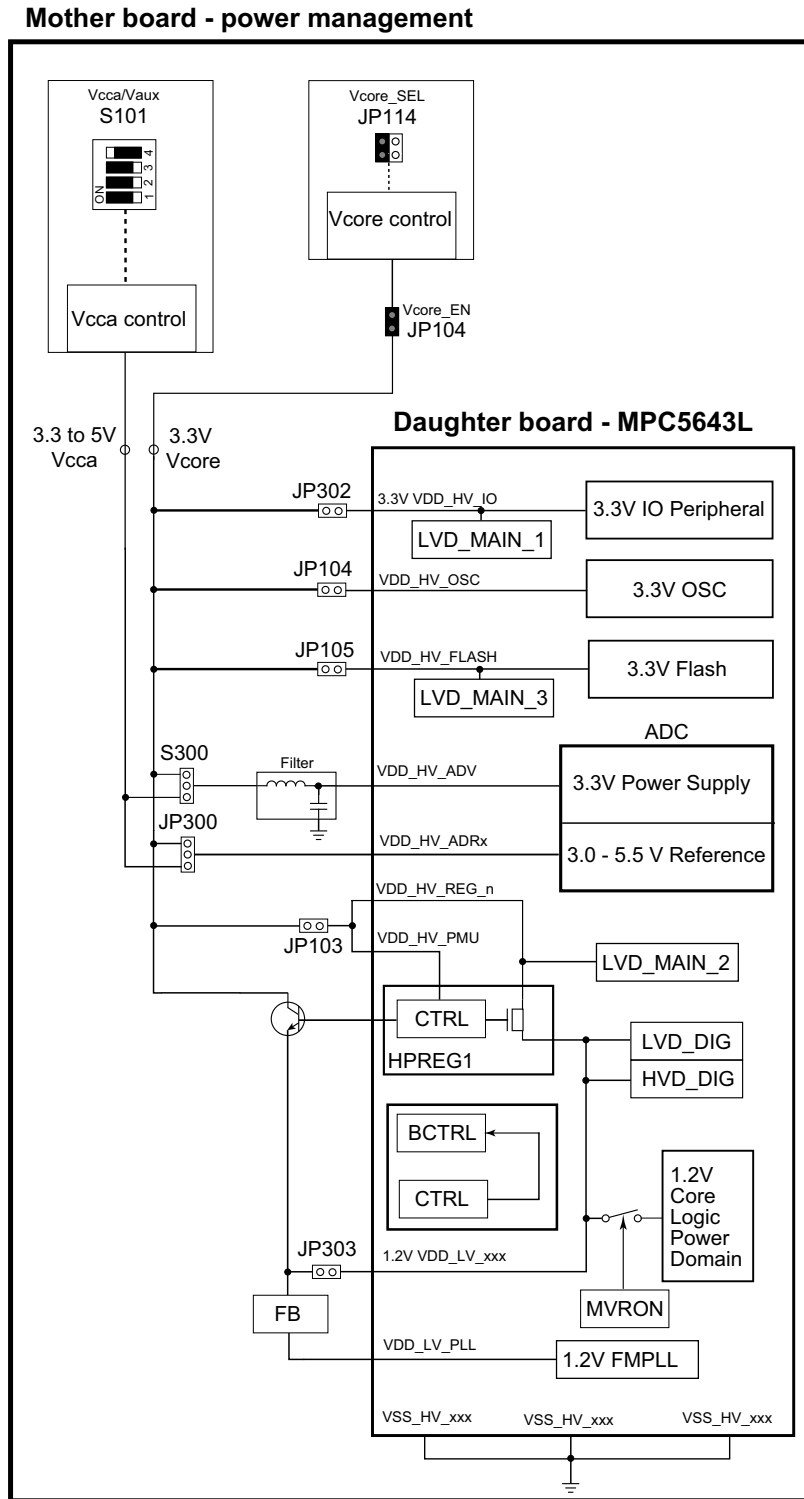 Mother board - power management
Vcca/Vaux
S101
ON
1 2 3 4
Vcca control
Vcore_SEL
JP114
Vcore control
Vcore_EN
JP104
3.3 to 5V
Vcca
3.3V
Vcore
Daughter board - MPC5643L
JP302
3.3V VDD_HV_IO
3.3V IO Peripheral
LVD_MAIN_1
JP104
VDD_HV_OSC
3.3V OSC
JP105
VDD_HV_FLASH
3.3V Flash
LVD_MAIN_3
ADC
S300
Filter
VDD_HV_ADV
3.3V Power Supply
JP300
VDD_HV_ADRx
3.0 - 5.5 V Reference
VDD_HV_REG_n
JP103
VDD_HV_PMU
LVD_MAIN_2
CTRL
HPREG1
LVD_DIG
HVD_DIG
BCTRL
CTRL
1.2V
Core
Logic
Power
Domain
JP303
1.2V VDD_LV_xxx
MVRON
FB
VDD_LV_PLL
1.2V FMPLL
VSS_HV_xxx
VSS_HV_xxx
VSS_HV_xxx